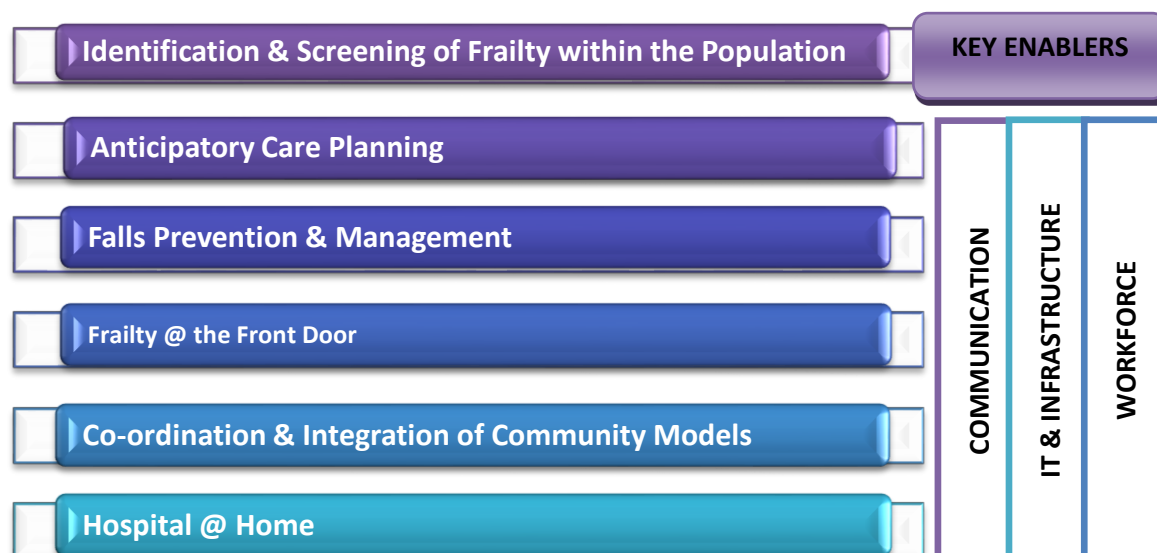 Identification & Screening of Frailty within the Population
KEY ENABLERS
Anticipatory Care Planning
Falls Prevention & Management
Frailty @ the Front Door
Co-ordination & Integration of Community Models
Hospital @ Home
COMMUNICATION
IT & INFRASTRUCTURE
WORKFORCE